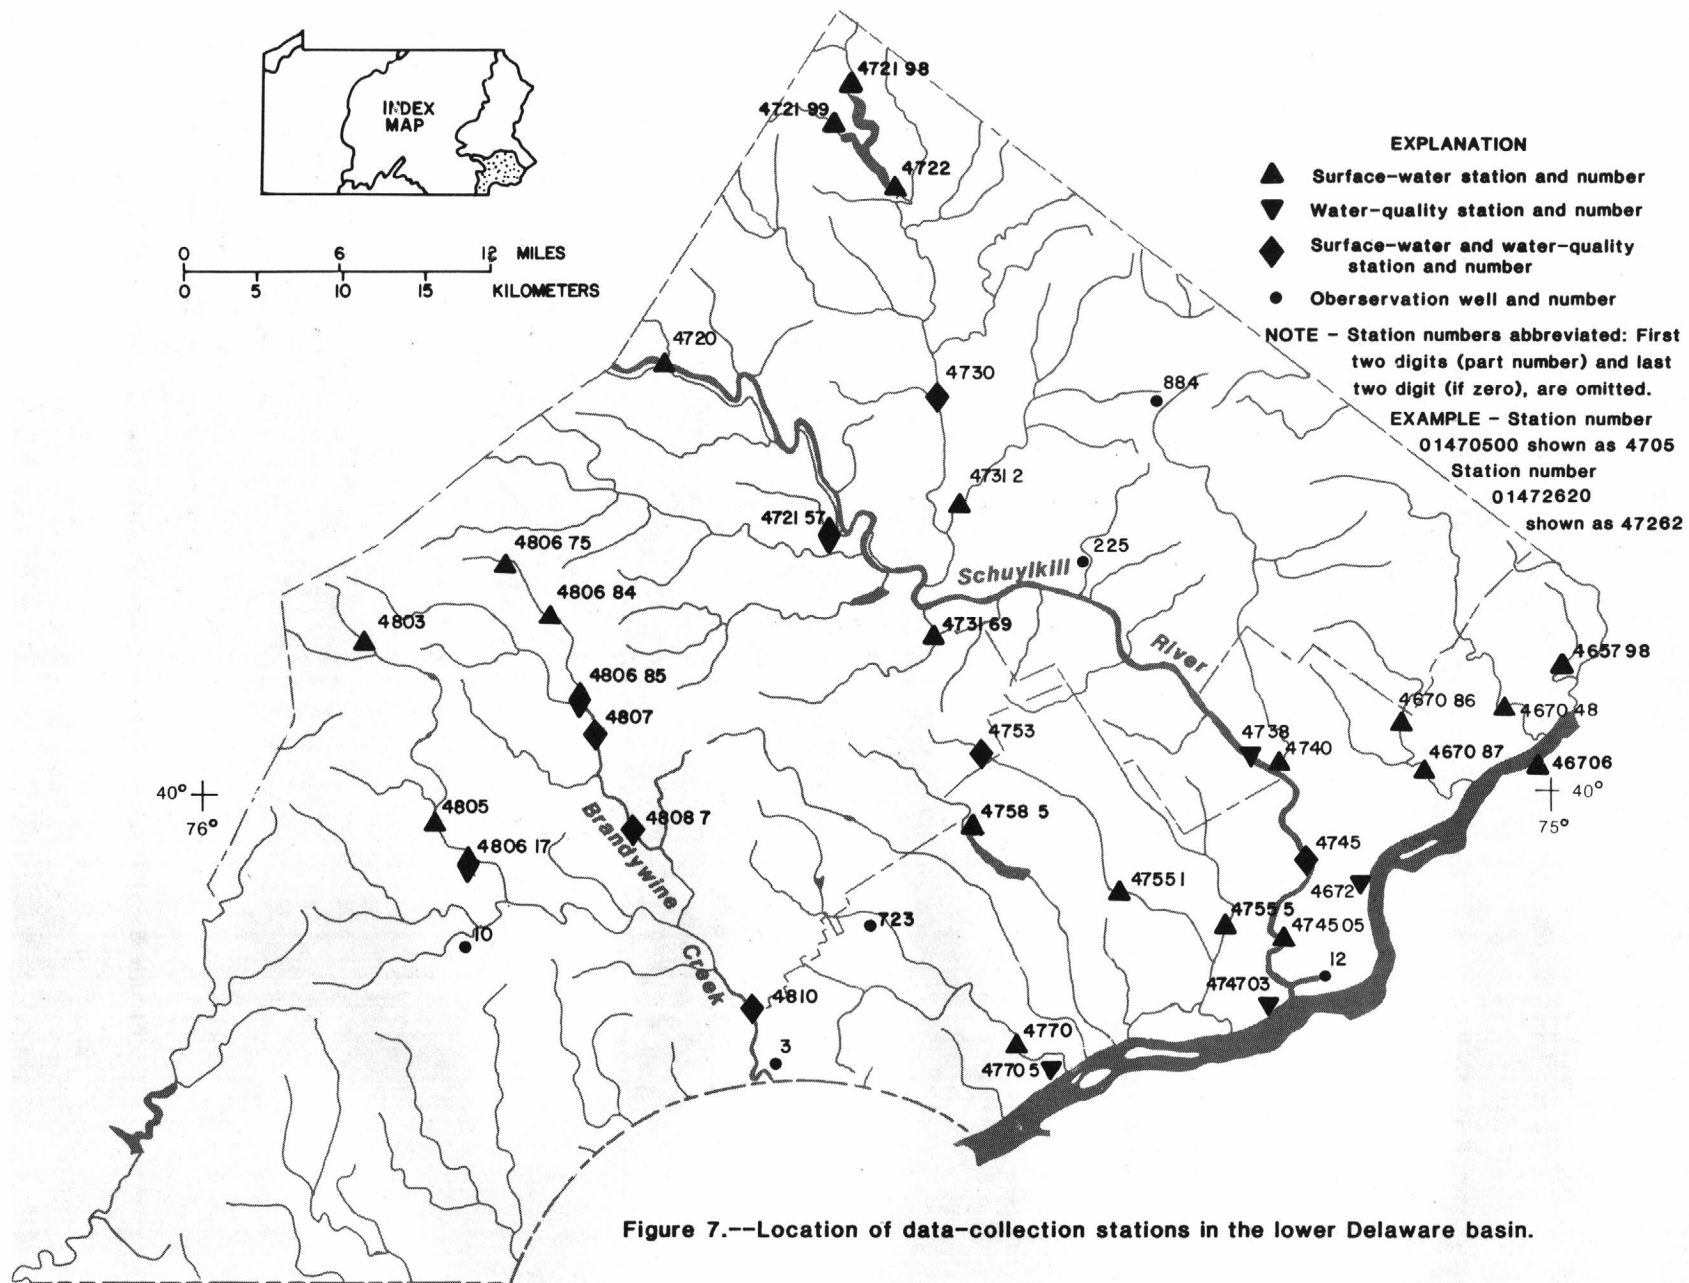 INDEX
MAP
0 6 12 MILES
0 5 10 15 KILOMETERS
EXPLANATION
Surface-water station and number
Water-quality station and number
Surface-water and water-quality
station and number
Oberservation well and number
NOTE - Station numbers abbreviated: First
two digits (part number) and last
two digit (if zero), are omitted.
EXAMPLE - Station number
01470500 shown as 4705
Station number
01472620
shown as 47262
4721 98
4721 99
4722
4720
4730
884
4731 2
4721 57
4806 75
225
Schuylkill
4806 84
4803
4731 69
River
4657 98
4806 85
4670 86
4670 48
4807
4753
4738
4740
4670 87
46706
40°
76°
40°
75°
4805
4758 5
4808 7
Brandywine
4806 17
4745
4672
4755 1
4755 5
723
4745 05
10
12
Creek
4747 03
4810
4770
3
4770 5
Figure 7.--Location of data-collection stations in the lower Delaware basin.